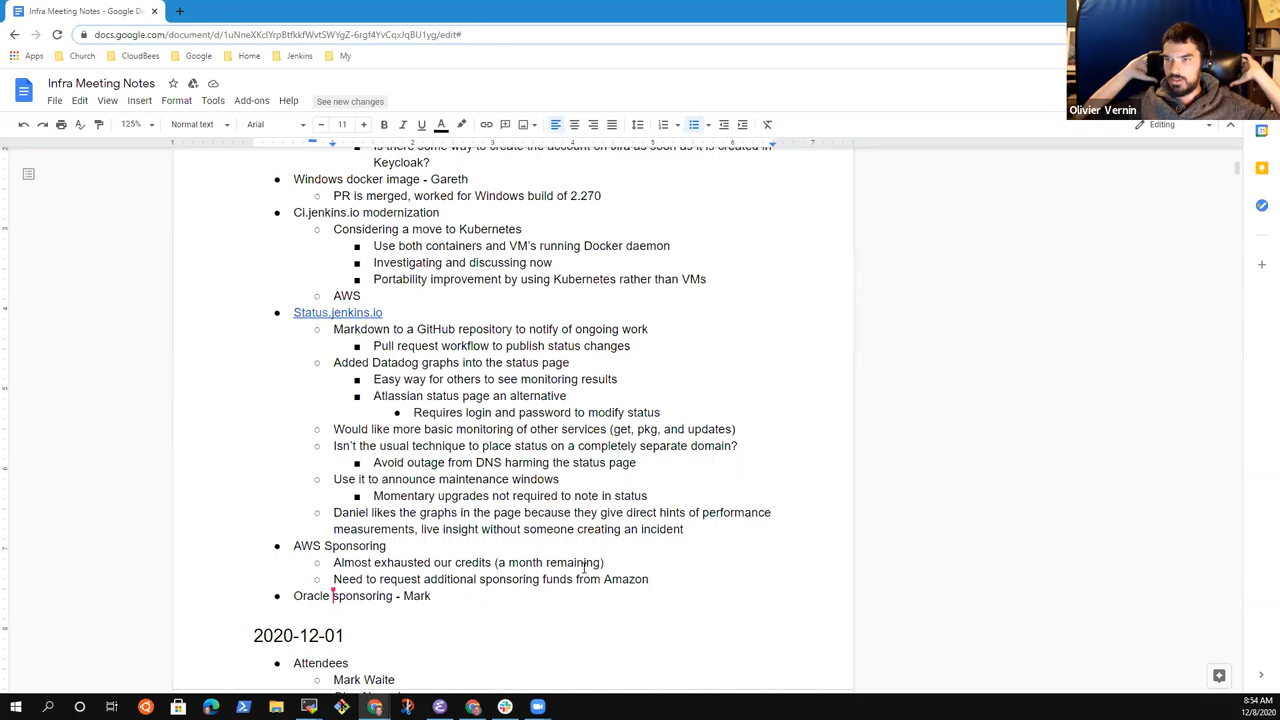 Infra Meeting Notes - Google Do
docs.google.com/document/d/1uNneXKclYrpBtfkkfWvtSWYgZ-6rgf4YvCqxJqBU1yg/edit#
Apps Church CloudBees Google Home Jenkins My
Olivier Vernin
Infra Meeting Notes
File Edit View Insert Format Tools Add-ons Help See new changes
125% Normal text Arial 11 Editing
Keycloak?
Windows docker image - Gareth
PR is merged, worked for Windows build of 2.270
Ci.jenkins.io modernization
Considering a move to Kubernetes
Use both containers and VM's running Docker daemon
Investigating and discussing now
Portability improvement by using Kubernetes rather than VMs
AWS
Status.jenkins.io
Markdown to a GitHub repository to notify of ongoing work
Pull request workflow to publish status changes
Added Datadog graphs into the status page
Easy way for others to see monitoring results
Atlassian status page an alternative
Requires login and password to modify status
Would like more basic monitoring of other services (get, pkg, and updates)
Isn't the usual technique to place status on a completely separate domain?
Avoid outage from DNS harming the status page
Use it to announce maintenance windows
Momentary upgrades not required to note in status
Daniel likes the graphs in the page because they give direct hints of performance
measurements, live insight without someone creating an incident
AWS Sponsoring
Almost exhausted our credits (a month remaining)
Need to request additional sponsoring funds from Amazon
Oracle sponsoring - Mark
2020-12-01
Attendees
Mark Waite
8:54 AM
12/8/2020